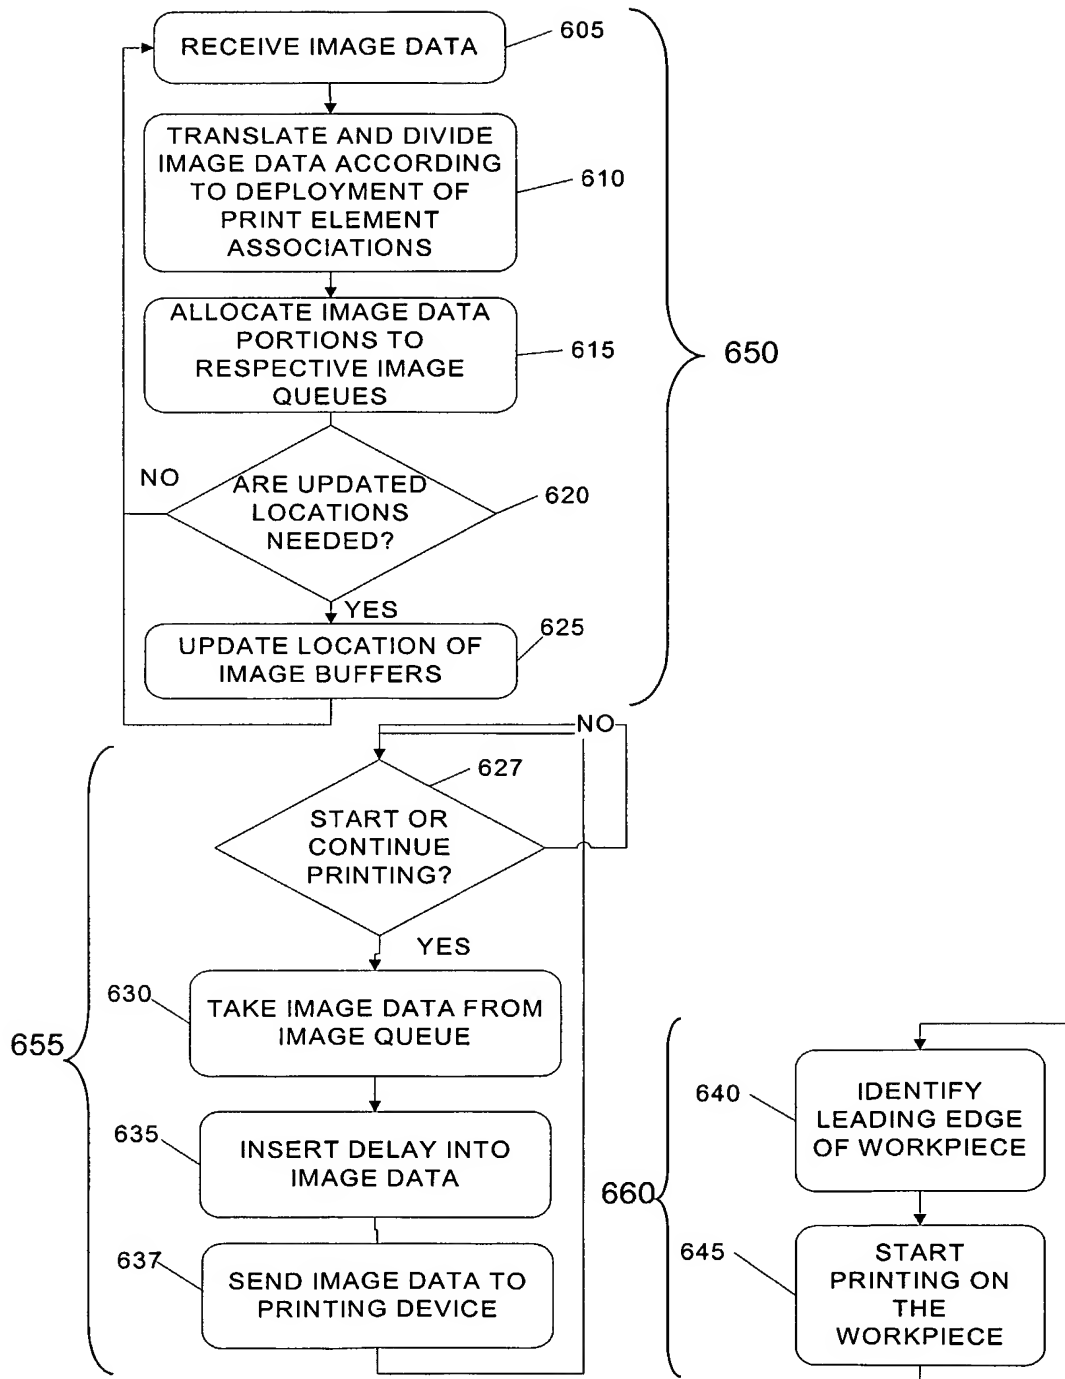 RECEIVE IMAGE DATA
605
TRANSLATE AND DIVIDE
IMAGE DATA ACCORDING
TO DEPLOYMENT OF
PRINT ELEMENT
ASSOCIATIONS
610
ALLOCATE IMAGE DATA
PORTIONS TO
RESPECTIVE IMAGE
QUEUES
615
650
NO
ARE UPDATED
LOCATIONS
NEEDED?
620
YES
UPDATE LOCATION OF
IMAGE BUFFERS
625
NO
627
START OR
CONTINUE
PRINTING?
YES
630
TAKE IMAGE DATA FROM
IMAGE QUEUE
655
635
INSERT DELAY INTO
IMAGE DATA
637
SEND IMAGE DATA TO
PRINTING DEVICE
640
IDENTIFY
LEADING EDGE
OF WORKPIECE
660
645
START
PRINTING ON
THE
WORKPIECE